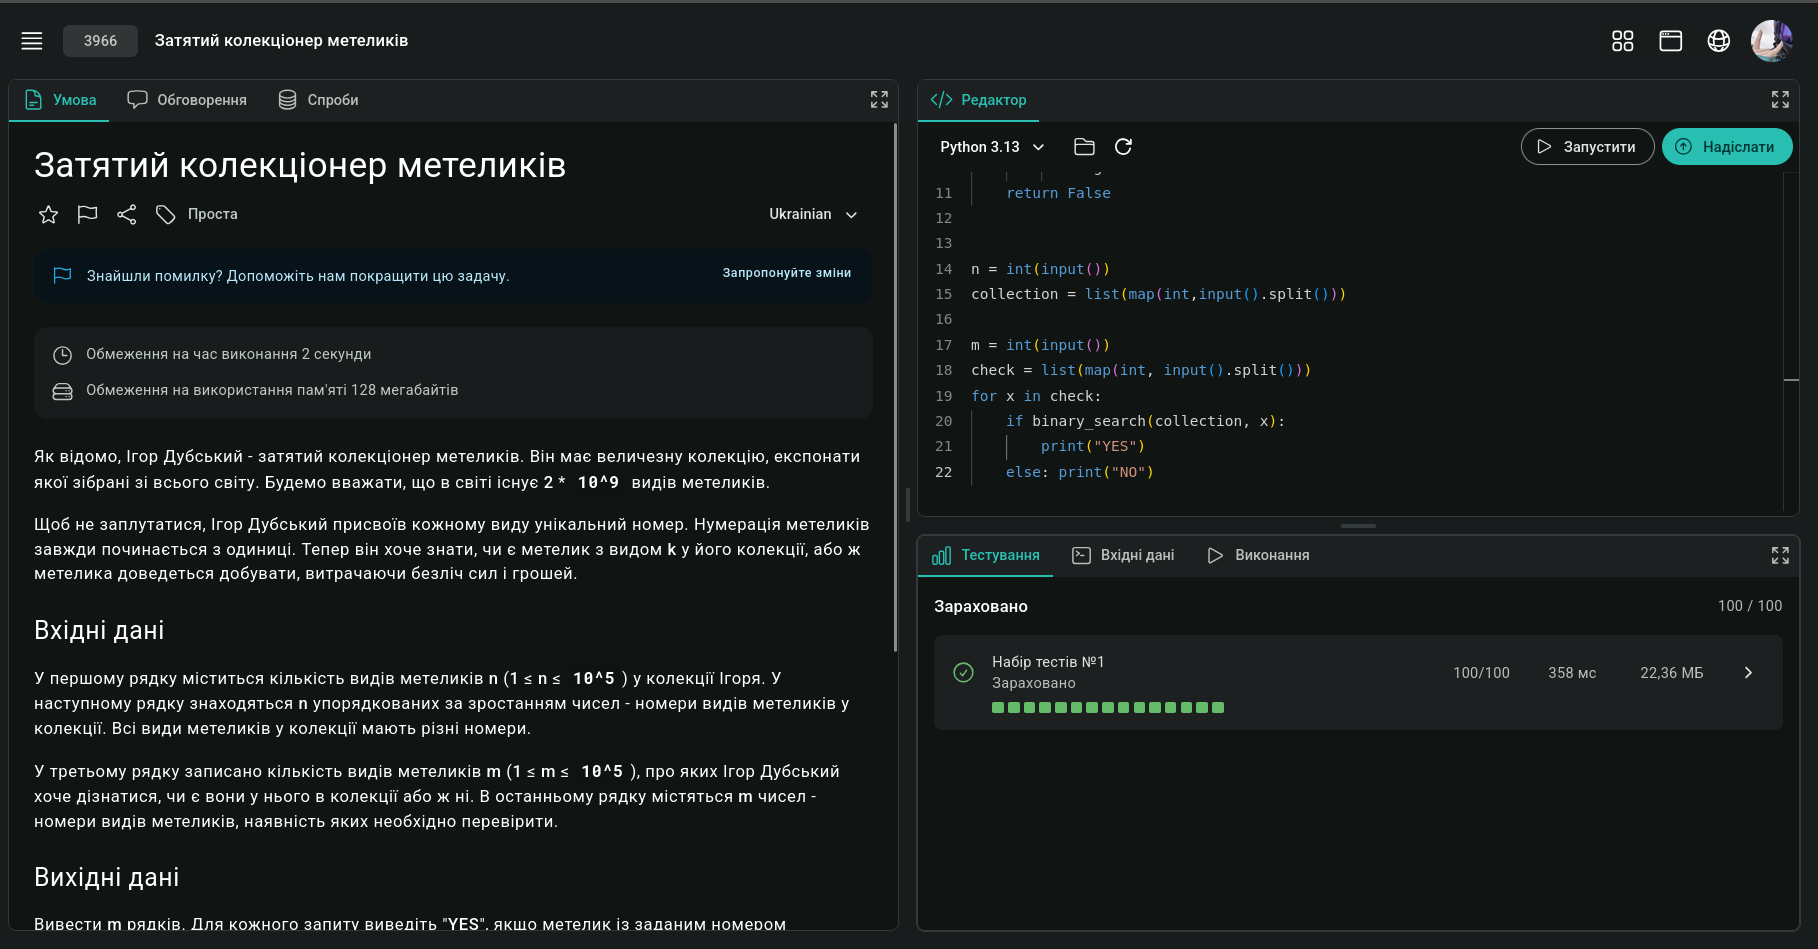 3966
Затятий колекціонер метеликів
Умова
Обговорення
Спроби
Затятий колекціонер метеликів
Проста
Ukrainian
Знайшли помилку? Допоможіть нам покращити цю задачу.
Запропонуйте зміни
Обмеження на час виконання 2 секунди
Обмеження на використання пам'яті 128 мегабайтів
Як відомо, Ігор Дубський - затятий колекціонер метеликів. Він має величезну колекцію, експонати
якої зібрані зі всього світу. Будемо вважати, що в світі існує 2 * 10^9 видів метеликів.
Щоб не заплутатися, Ігор Дубський присвоїв кожному виду унікальний номер. Нумерація метеликів
завжди починається з одиниці. Тепер він хоче знати, чи є метелик з видом k у його колекції, або ж
метелика доведеться добувати, витрачаючи безліч сил і грошей.
Вхідні дані
У першому рядку міститься кількість видів метеликів n (1 ≤ n ≤ 10^5 ) у колекції Ігоря. У
наступному рядку знаходяться n упорядкованих за зростанням чисел - номери видів метеликів у
колекції. Всі види метеликів у колекції мають різні номери.
У третьому рядку записано кількість видів метеликів m (1 ≤ m ≤ 10^5 ), про яких Ігор Дубський
хоче дізнатися, чи є вони у нього в колекції або ж ні. В останньому рядку містяться m чисел -
номери видів метеликів, наявність яких необхідно перевірити.
Вихідні дані
Вивести m рядків. Для кожного запиту виведіть "YES", якщо метелик із заданим номером
Редактор
Python 3.13
Запустити
Надіслати
11 return False
12
13
14 n = int(input())
15 collection = list(map(int,input().split()))
16
17 m = int(input())
18 check = list(map(int, input().split()))
19 for x in check:
20 if binary_search(collection, x):
21 print("YES")
22 else: print("NO")
Тестування
Вхідні дані
Виконання
Зараховано
100 / 100
Набір тестів №1
Зараховано
100/100
358 мс
22,36 МБ